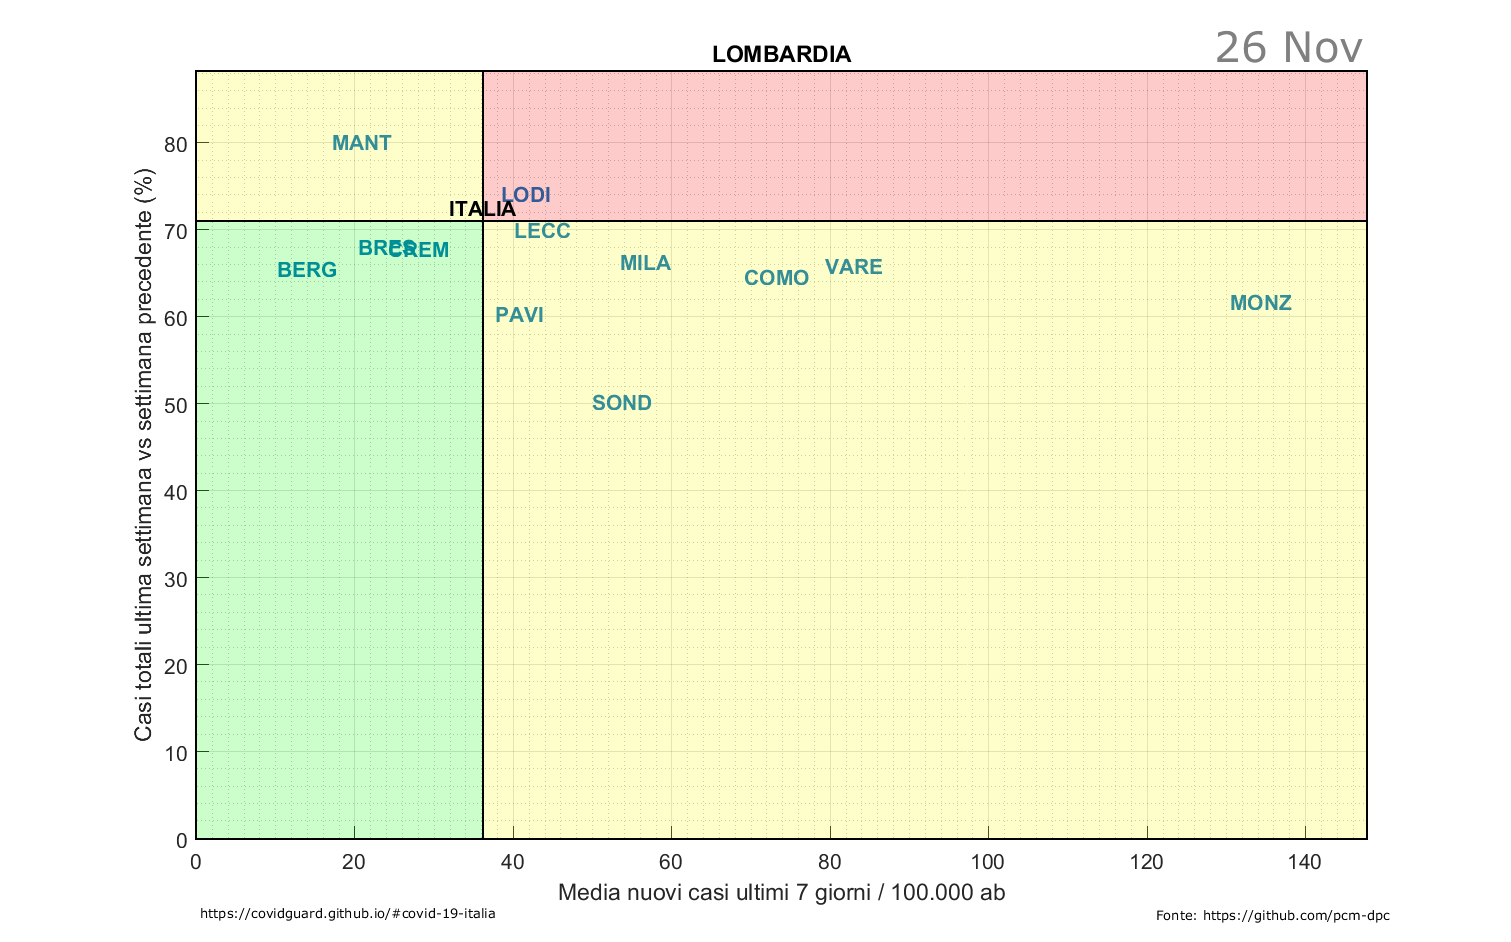 26 Nov
LOMBARDIA
MANT
LODI
ITALIA
LECC
BRES
CREM
BERG
MILA
COMO
VARE
MONZ
PAVI
SOND
Casi totali ultima settimana vs settimana precedente (%)
80
70
60
50
40
30
20
10
0
0 20 40 60 80 100 120 140
Media nuovi casi ultimi 7 giorni / 100.000 ab
https://covidguard.github.io/#covid-19-italia
Fonte: https://github.com/pcm-dpc